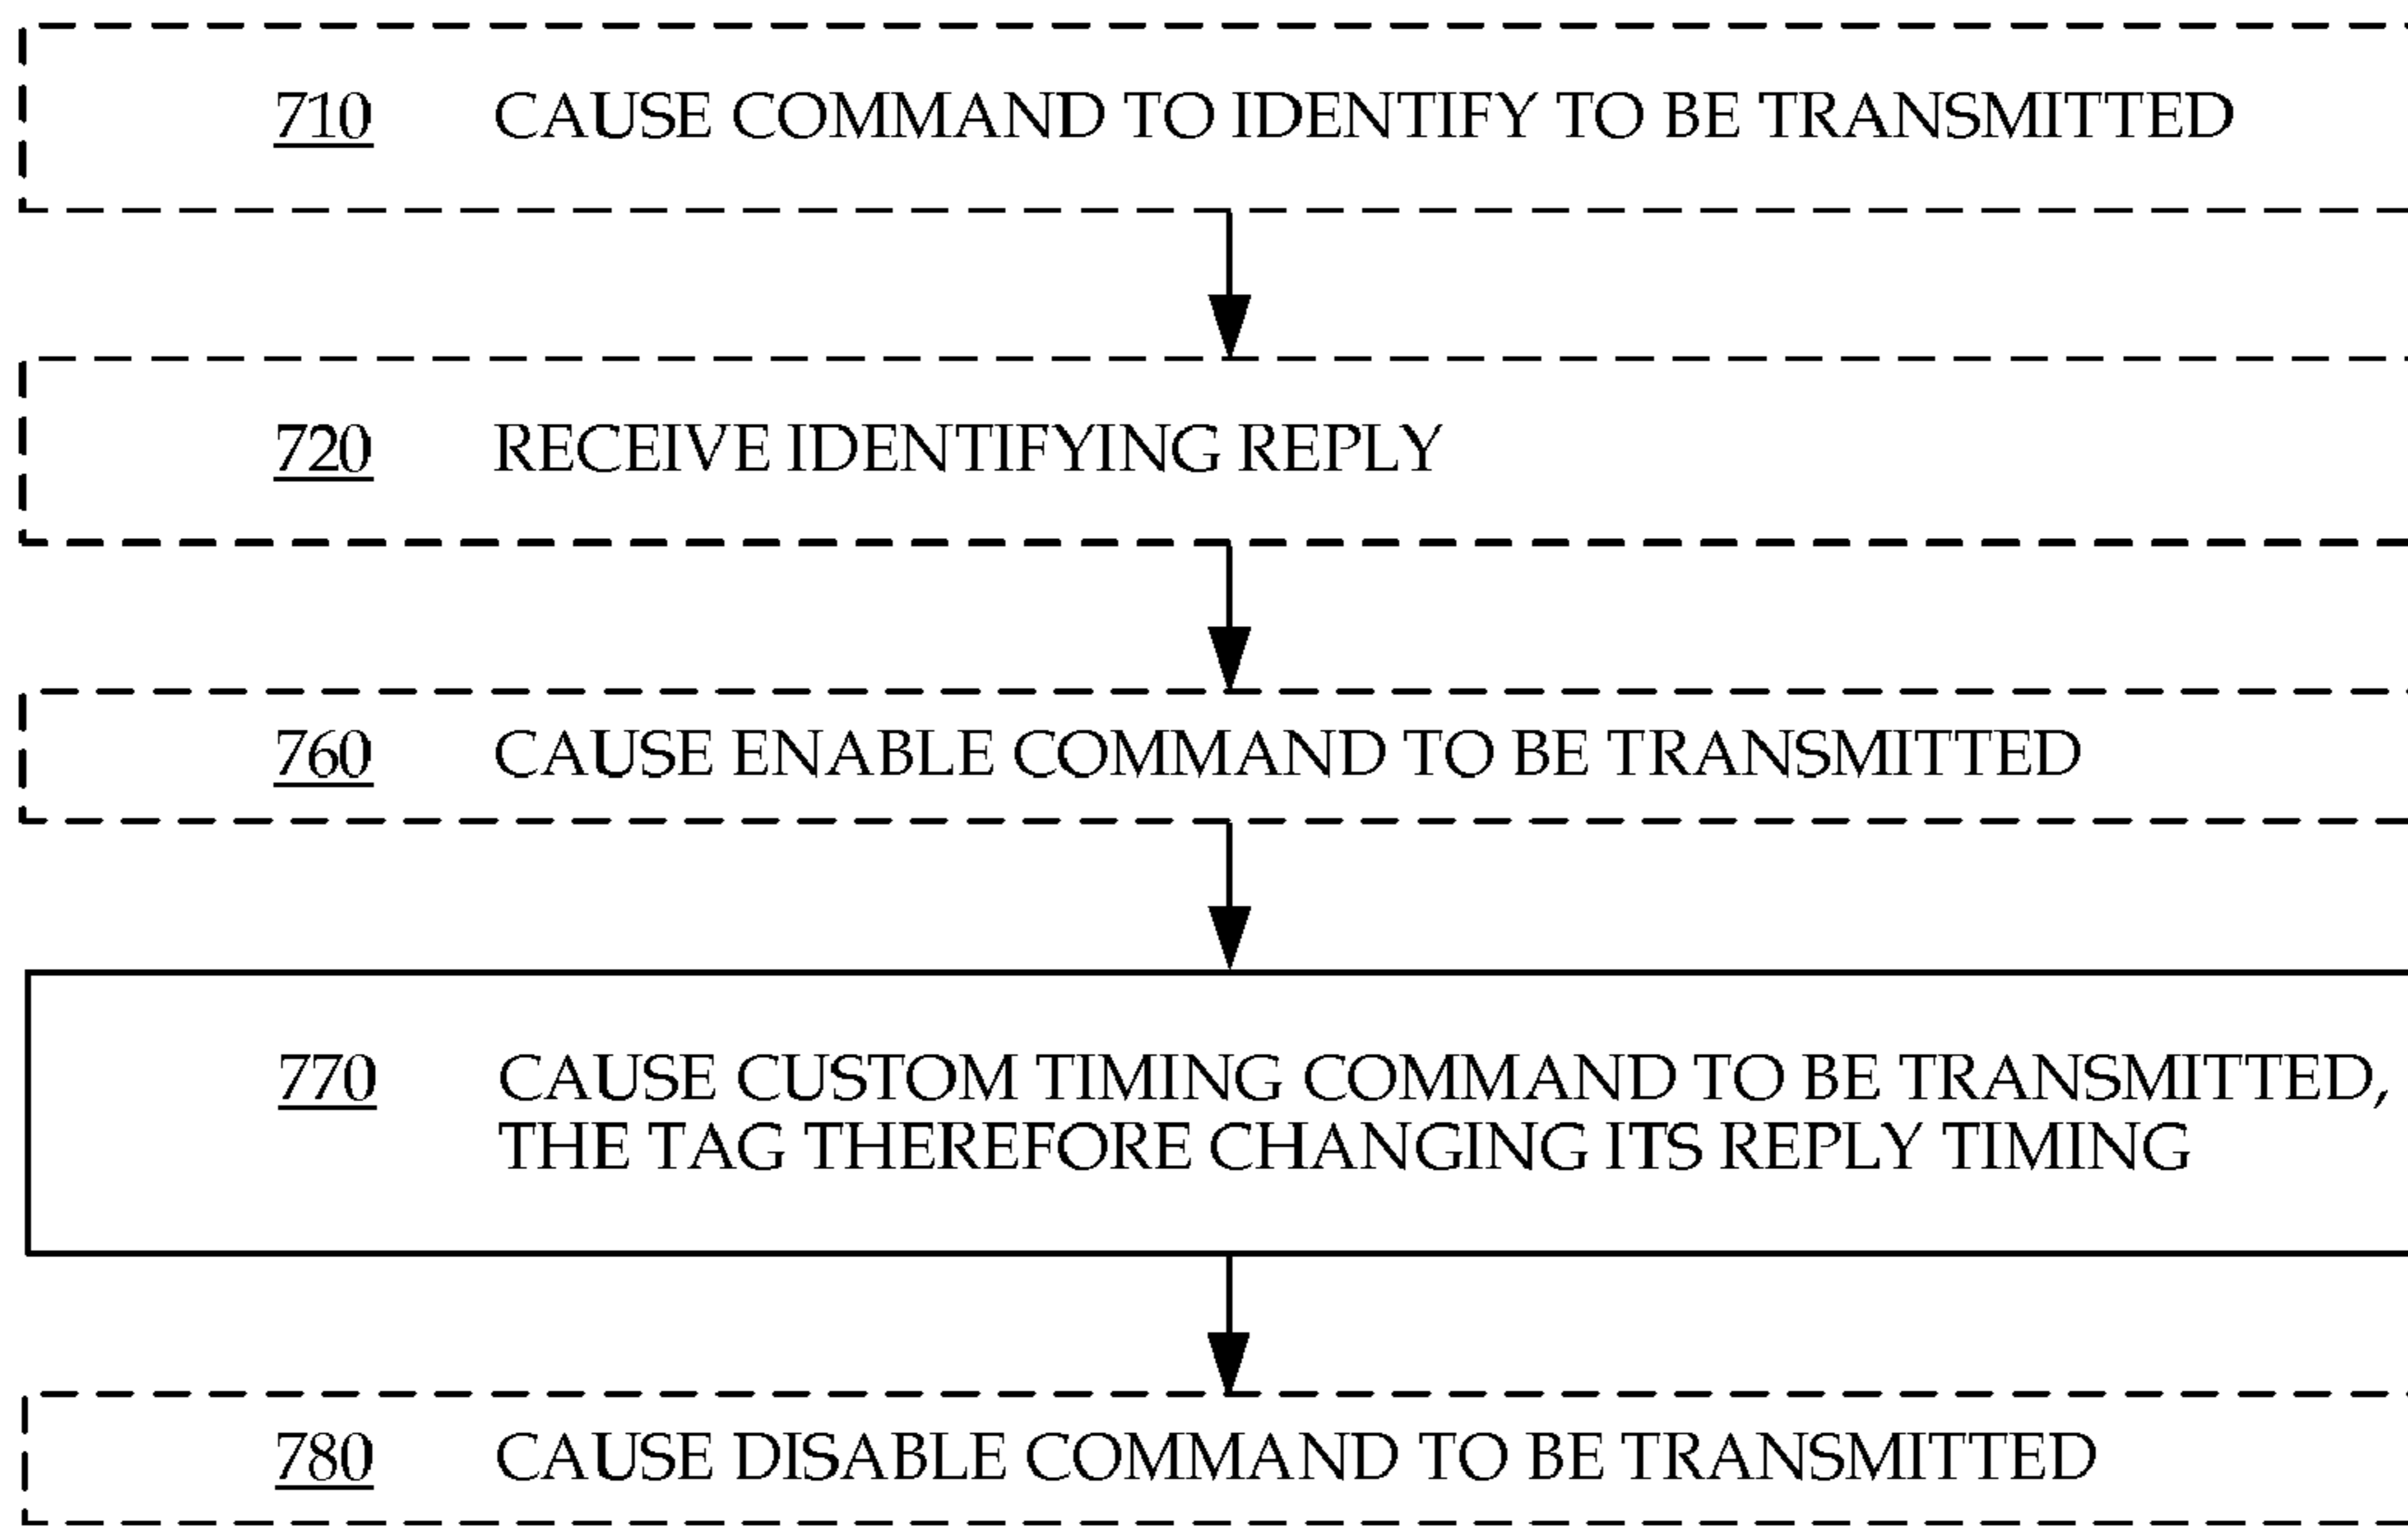 710 CAUSE COMMAND TO IDENTIFY TO BE TRANSMITTED
720 RECEIVE IDENTIFYING REPLY
760 CAUSE ENABLE COMMAND TO BE TRANSMITTED
770 CAUSE CUSTOM TIMING COMMAND TO BE TRANSMITTED,
THE TAG THEREFORE CHANGING ITS REPLY TIMING
780 CAUSE DISABLE COMMAND TO BE TRANSMITTED